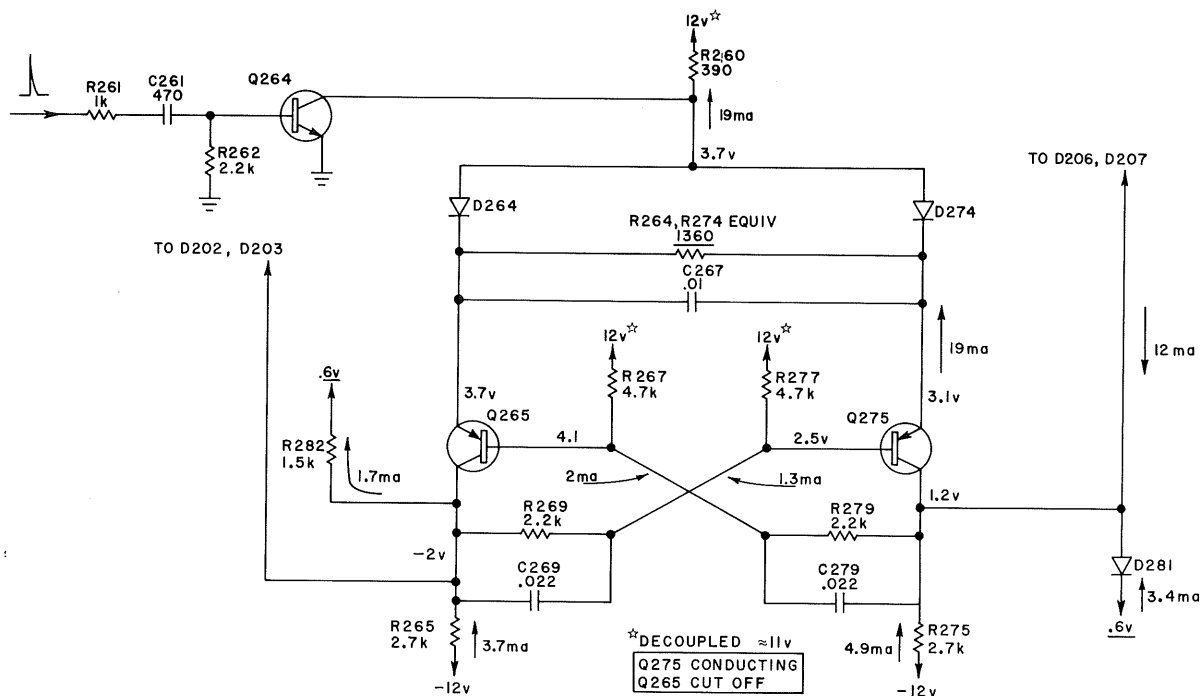 12v☆
R260
390
19ma
R261
1k
C261
470
Q264
R262
2.2k
3.7v
TO D206, D207
D264
D274
R264, R274 EQUIV
1360
TO D202, D203
C267
.01
12v☆
12v☆
19ma
12ma
R267
4.7k
R277
4.7k
.6v
3.7v
Q265
3.1v
Q275
R282
1.5k
4.1
2.5v
1.7ma
2ma
1.3ma
1.2v
R269
2.2k
R279
2.2k
-2v
C269
.022
C279
.022
D281
3.4ma
.6v
R265
2.7k
3.7ma
☆DECOUPLED ≈11v
Q275 CONDUCTING
Q265 CUT OFF
4.9ma
R275
2.7k
-12v
-12v